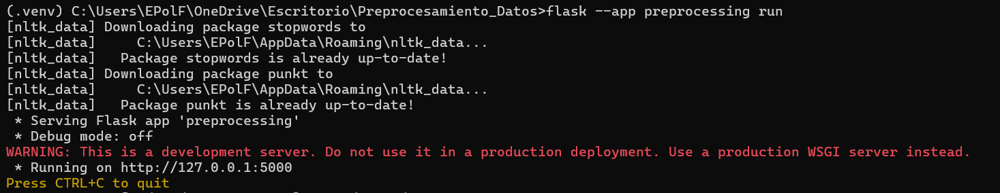 (.venv) C:\Users\EPolF\OneDrive\Escritorio\Preprocesamiento_Datos>flask --app preprocessing run
[nltk_data] Downloading package stopwords to
[nltk_data]     C:\Users\EPolF\AppData\Roaming\nltk_data...
[nltk_data]   Package stopwords is already up-to-date!
[nltk_data] Downloading package punkt to
[nltk_data]     C:\Users\EPolF\AppData\Roaming\nltk_data...
[nltk_data]   Package punkt is already up-to-date!
 * Serving Flask app 'preprocessing'
 * Debug mode: off
WARNING: This is a development server. Do not use it in a production deployment. Use a production WSGI server instead.
 * Running on http://127.0.0.1:5000
Press CTRL+C to quit